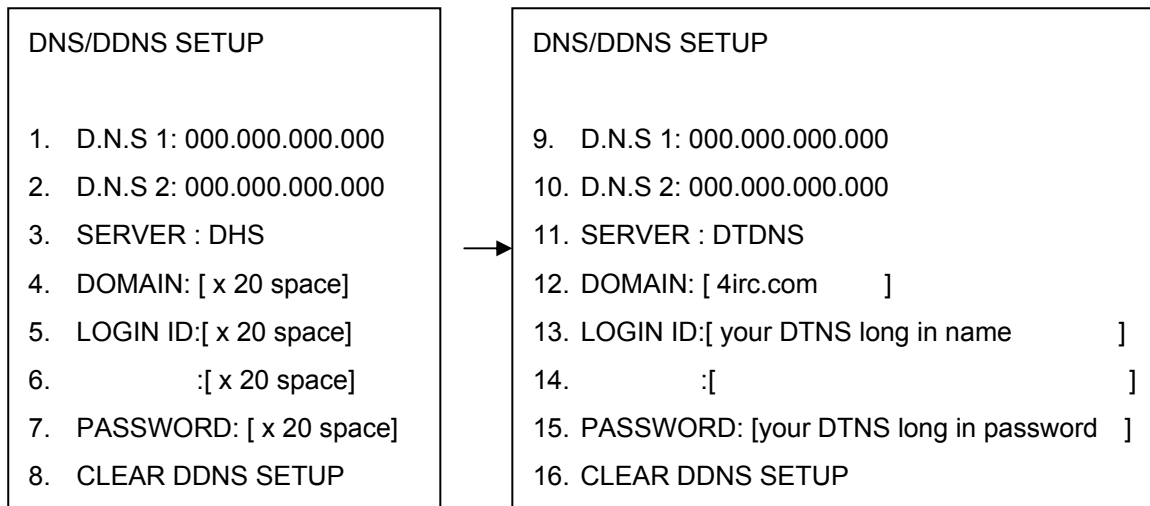 DNS/DDNS SETUP
1. D.N.S 1: 000.000.000.000
2. D.N.S 2: 000.000.000.000
3. SERVER : DHS
4. DOMAIN: [ x 20 space]
5. LOGIN ID:[ x 20 space]
6. :[ x 20 space]
7. PASSWORD: [ x 20 space]
8. CLEAR DDNS SETUP
DNS/DDNS SETUP
9. D.N.S 1: 000.000.000.000
10. D.N.S 2: 000.000.000.000
11. SERVER : DTDNS
12. DOMAIN: [ 4irc.com ]
13. LOGIN ID:[ your DTNS long in name ]
14. :[ ]
15. PASSWORD: [your DTNS long in password ]
16. CLEAR DDNS SETUP